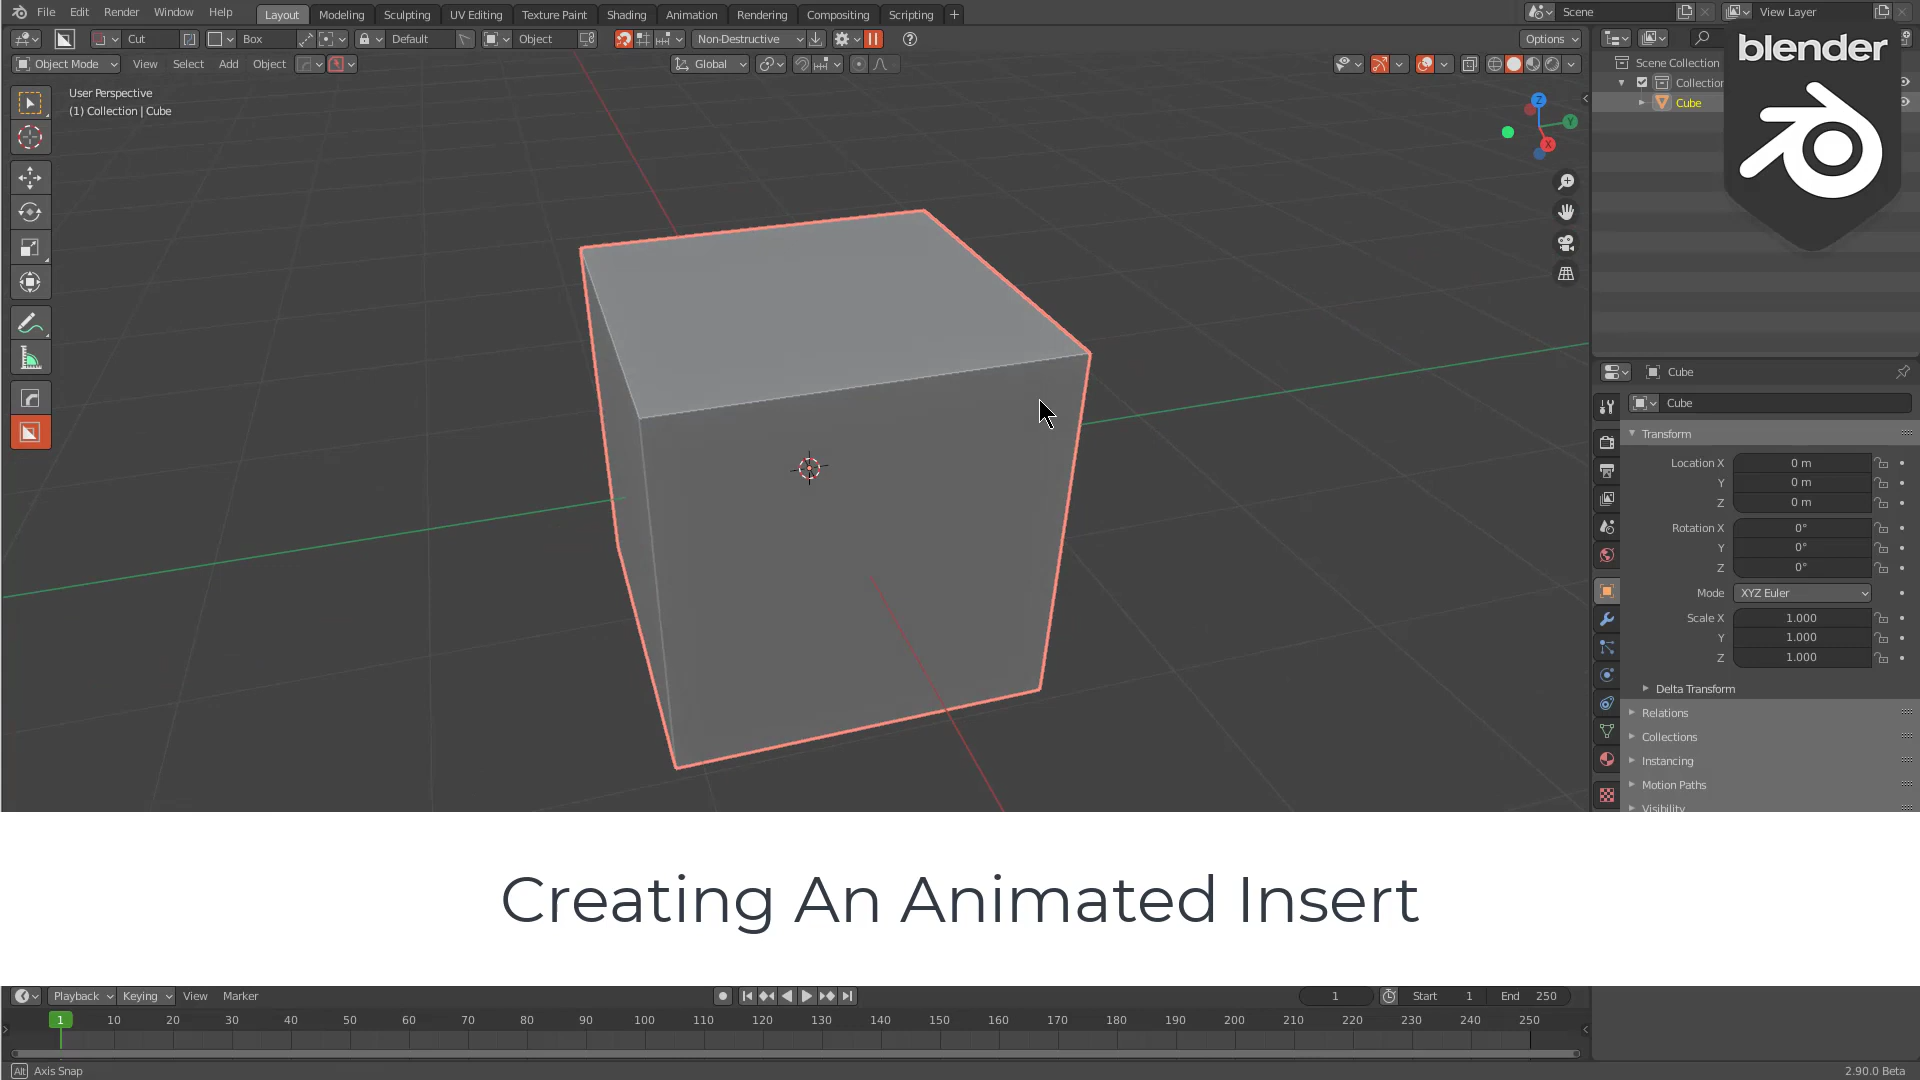 File Edit Render Window Help Layout Modeling Sculpting UV Editing Texture Paint Shading Animation Rendering Compositing Scripting + Scene View Layer
Cut Box Default Object Non-Destructive Options
Object Mode View Select Add Object Global
blender
User Perspective
(1) Collection | Cube
Scene Collection
Collection
Cube
Z
Y
X
Cube
Cube
Transform
Location X 0 m
Y 0 m
Z 0 m
Rotation X 0°
Y 0°
Z 0°
Mode XYZ Euler
Scale X 1.000
Y 1.000
Z 1.000
Delta Transform
Relations
Collections
Instancing
Motion Paths
Visibility
Creating An Animated Insert
Playback Keying View Marker 1 Start 1 End 250
1 10 20 30 40 50 60 70 80 90 100 110 120 130 140 150 160 170 180 190 200 210 220 230 240 250
Alt Axis Snap 2.90.0 Beta